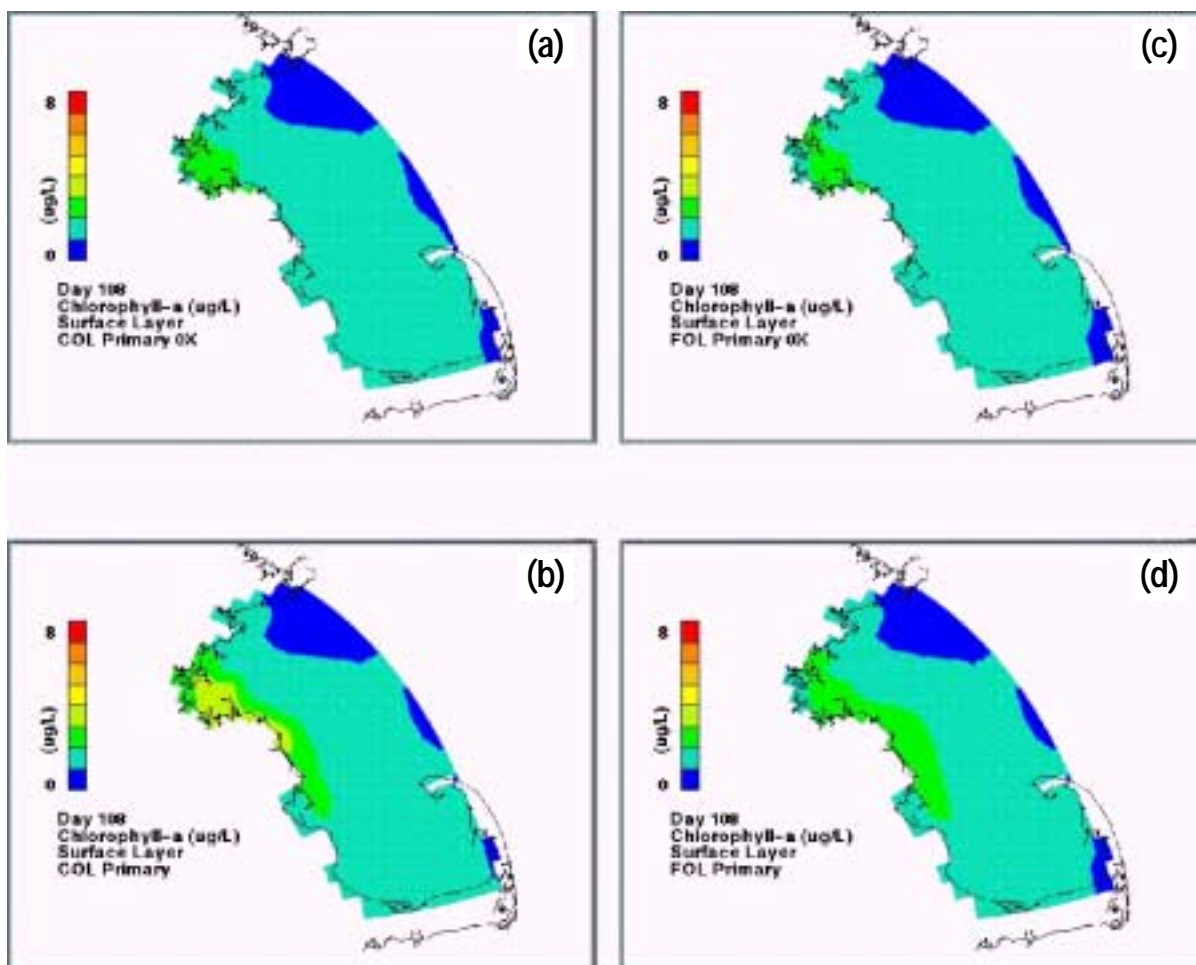 (a)
8
(ug/L)
0
Day 108
Chlorophyll-a (ug/L)
Surface Layer
COL Primary 0X
(c)
8
(ug/L)
0
Day 108
Chlorophyll-a (ug/L)
Surface Layer
FOL Primary 0X
(b)
8
(ug/L)
0
Day 108
Chlorophyll-a (ug/L)
Surface Layer
COL Primary
(d)
8
(ug/L)
0
Day 108
Chlorophyll-a (ug/L)
Surface Layer
FOL Primary